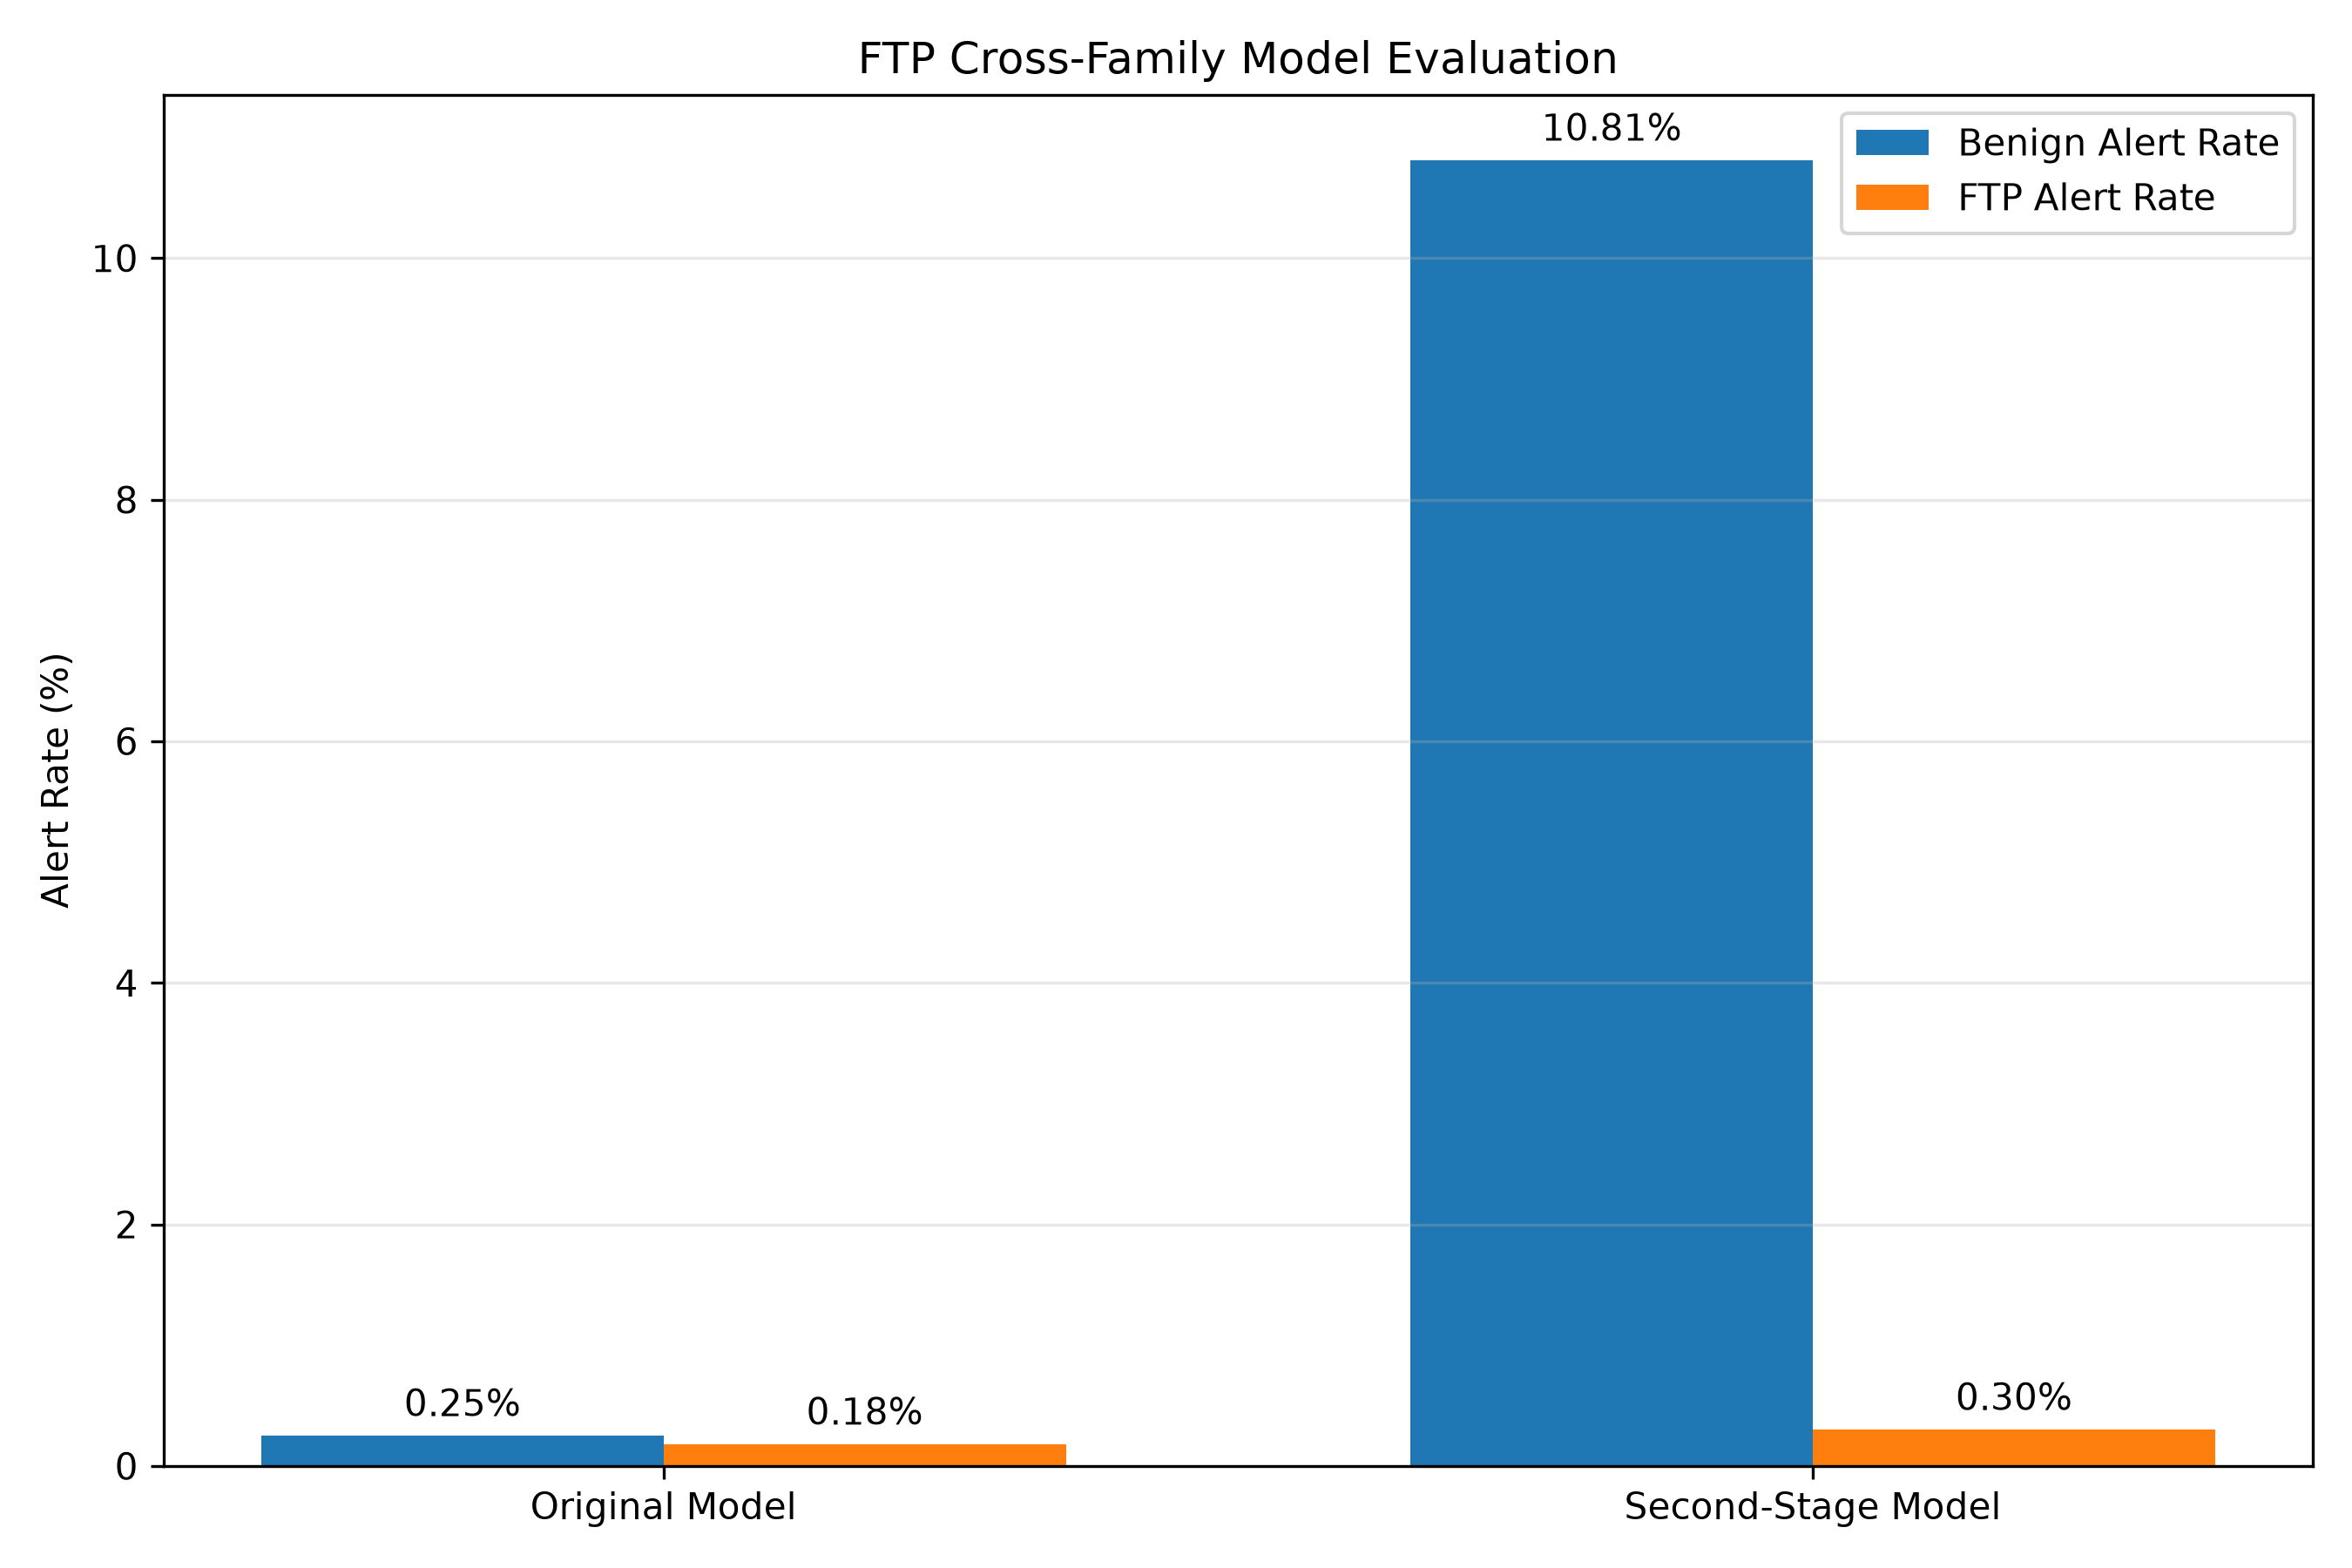 FTP Cross-Family Model Evaluation
10.81%
Benign Alert Rate
FTP Alert Rate
10
8
6
4
2
0
Alert Rate (%)
0.25%
0.18%
0.30%
Original Model
Second-Stage Model